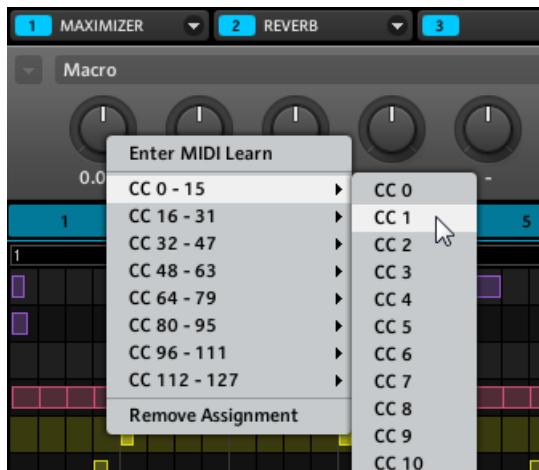 1 MAXIMIZER 2 REVERB 3
Macro
0.0 -
Enter MIDI Learn
CC 0 - 15
CC 16 - 31
CC 32 - 47
CC 48 - 63
CC 64 - 79
CC 80 - 95
CC 96 - 111
CC 112 - 127
Remove Assignment
CC 0
CC 1
CC 2
CC 3
CC 4
CC 5
CC 6
CC 7
CC 8
CC 9
CC 10
1 5
1